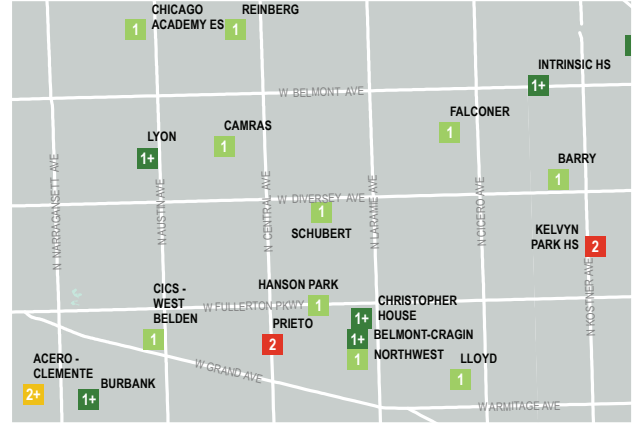 CHICAGO
ACADEMY ES
1
REINBERG
1
INTRINSIC HS
1+
W BELMONT AVE
FALCONER
1
CAMRAS
1
LYON
1+
BARRY
1
N NARRAGANSETT AVE
N AUSTIN AVE
N CENTRAL AVE
N LARAMIE AVE
N CICERO AVE
W DIVERSEY AVE
1
SCHUBERT
KELVYN
PARK HS
2
N KOSTNER AVE
HANSON PARK
1
CICS -
WEST
BELDEN
1
W FULLERTON PKWY
CHRISTOPHER
HOUSE
1+
PRIETO
2
BELMONT-CRAGIN
1+
NORTHWEST
1
LLOYD
1
W GRAND AVE
ACERO -
CLEMENTE
2+
BURBANK
1+
W ARMITAGE AVE